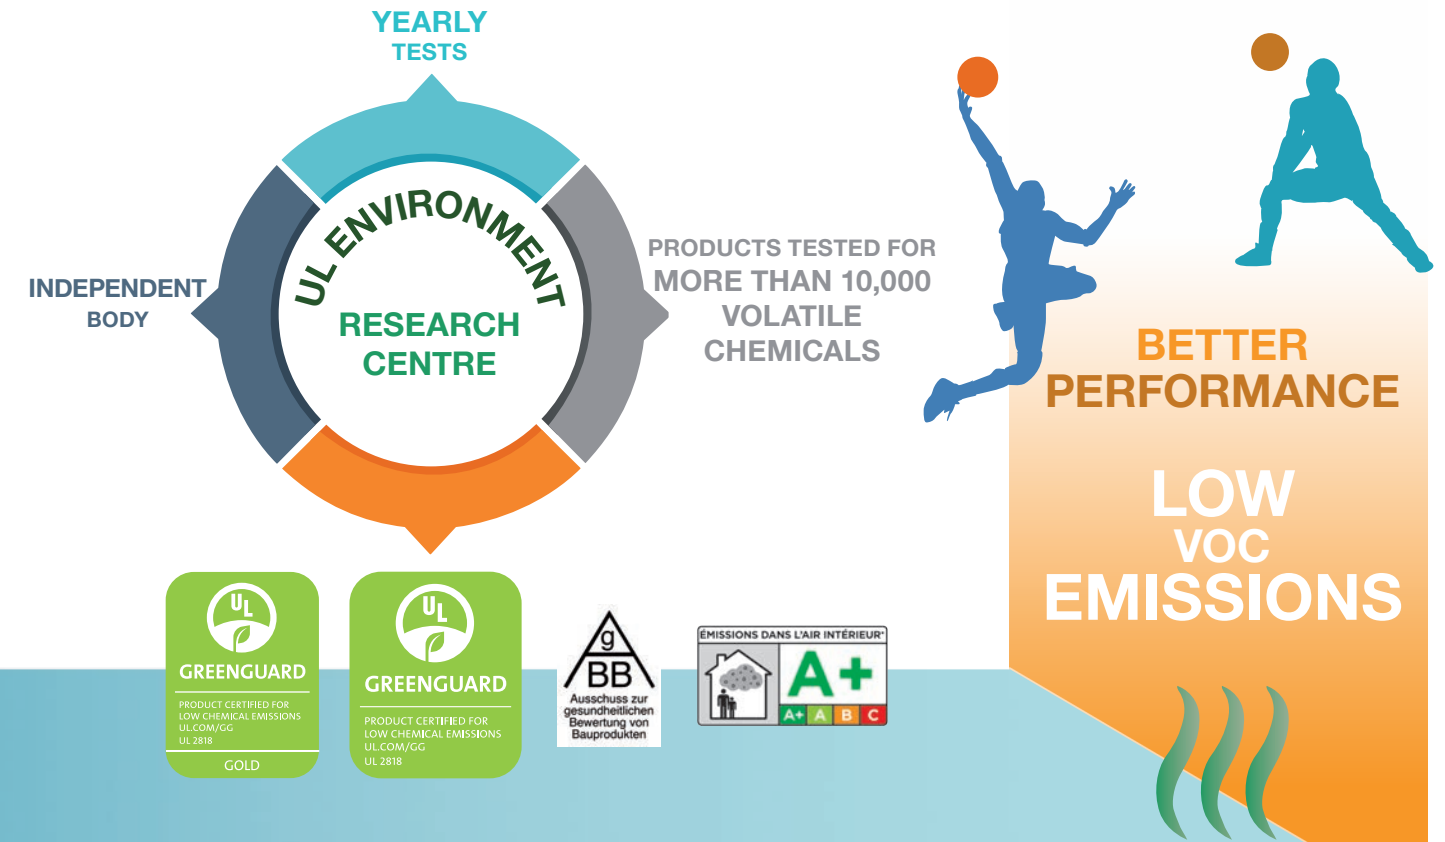 YEARLY
TESTS
UL ENVIRONMENT
RESEARCH
CENTRE
INDEPENDENT
BODY
PRODUCTS TESTED FOR
MORE THAN 10,000
VOLATILE
CHEMICALS
BETTER
PERFORMANCE
LOW
VOC
EMISSIONS
UL
GREENGUARD
PRODUCT CERTIFIED FOR
LOW CHEMICAL EMISSIONS
UL.COM/GG
UL 2818
GOLD
UL
GREENGUARD
PRODUCT CERTIFIED FOR
LOW CHEMICAL EMISSIONS
UL.COM/GG
UL 2818
g
BB
Ausschuss zur
gesundheitlichen
Bewertung von
Bauprodukten
ÉMISSIONS DANS L'AIR INTÉRIEUR*
A+
A+ A B C